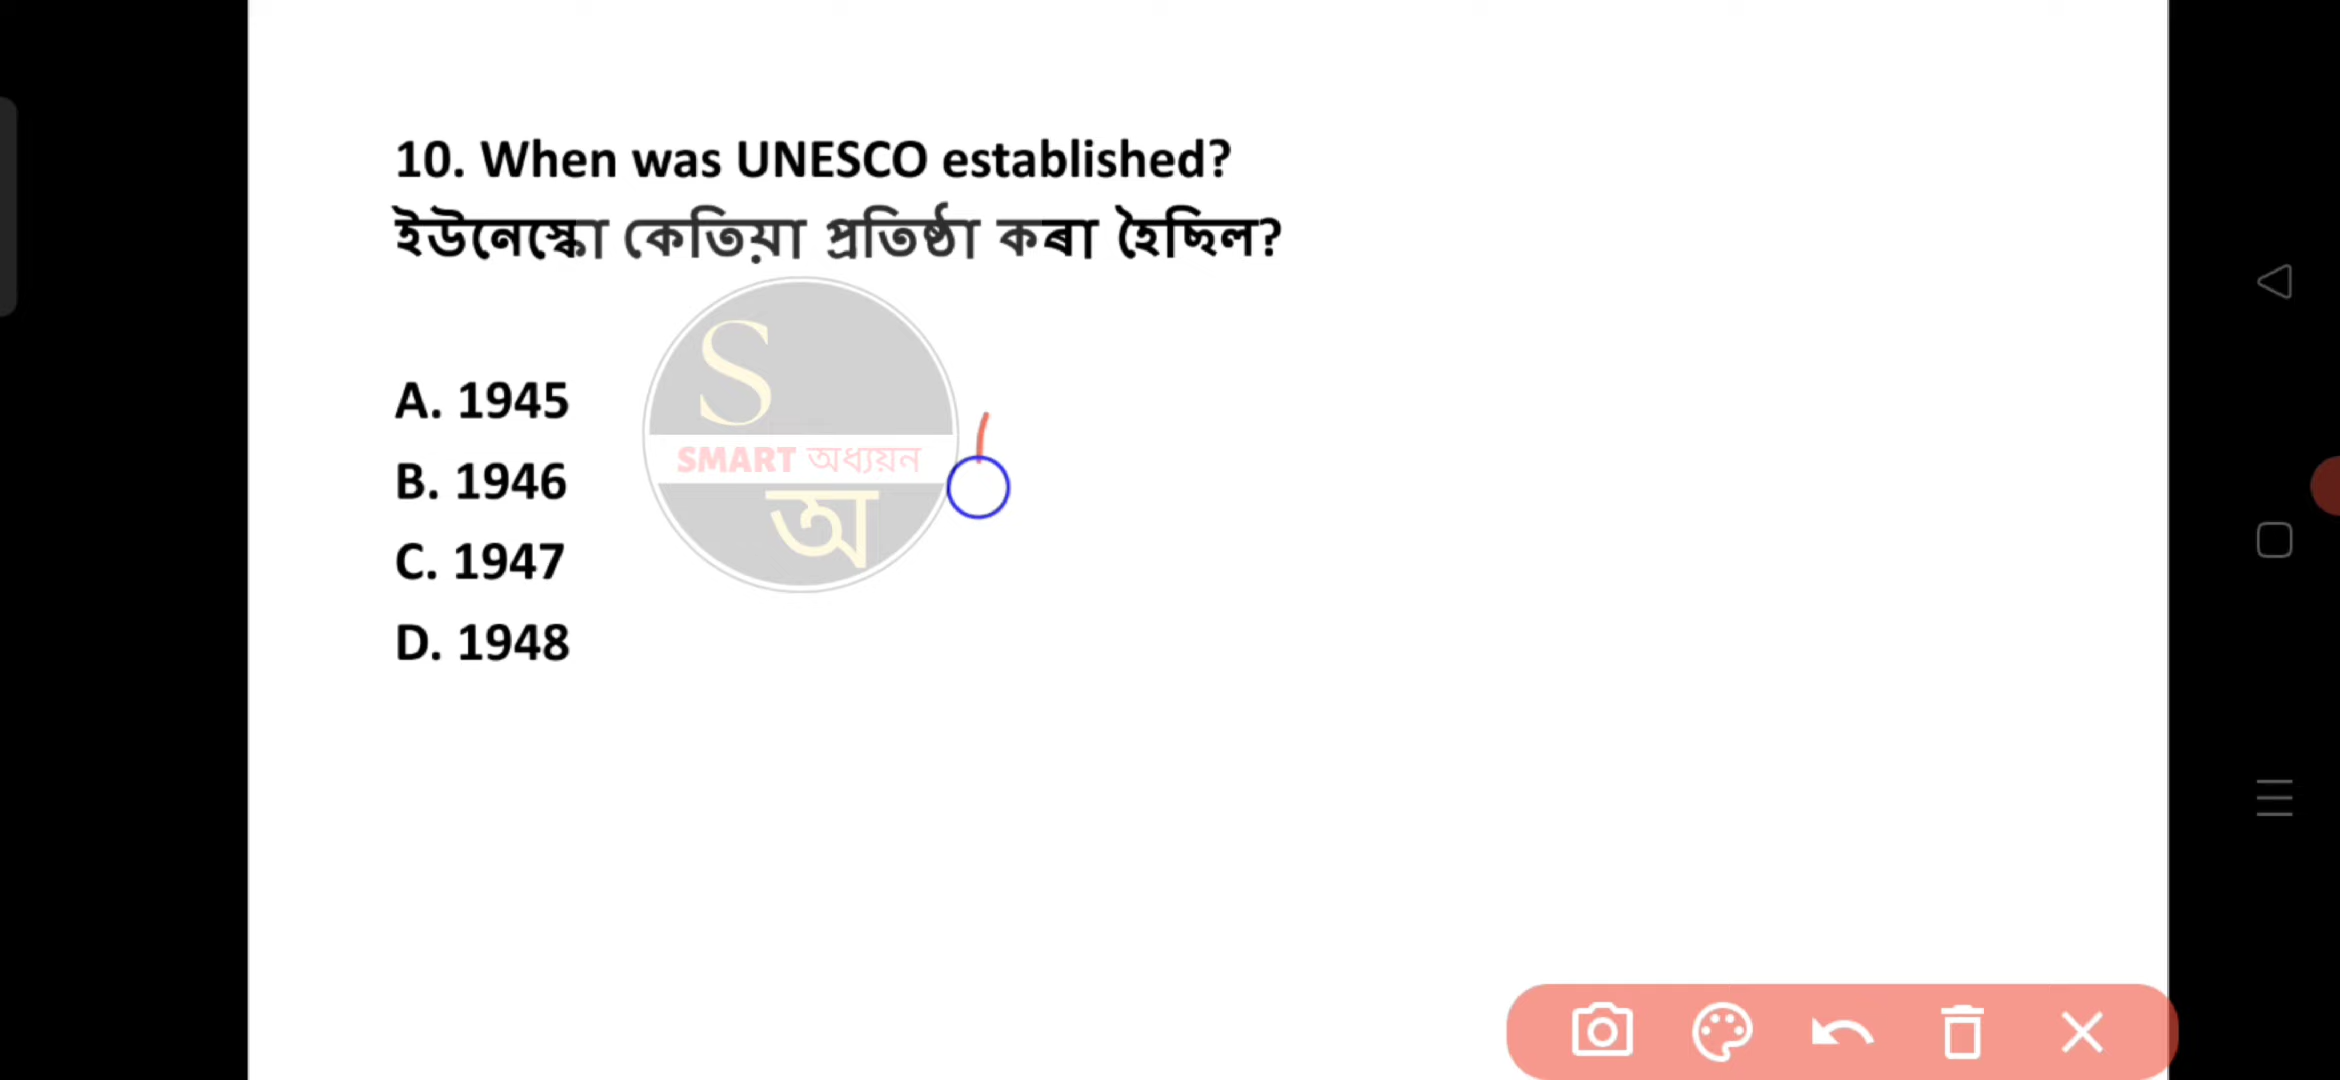 10. When was UNESCO established?
ইউনেস্কো কেতিয়া প্ৰতিষ্ঠা কৰা হৈছিল?
S
A. 1945
SMART অধ্যয়ন
B. 1946
অ
C. 1947
D. 1948